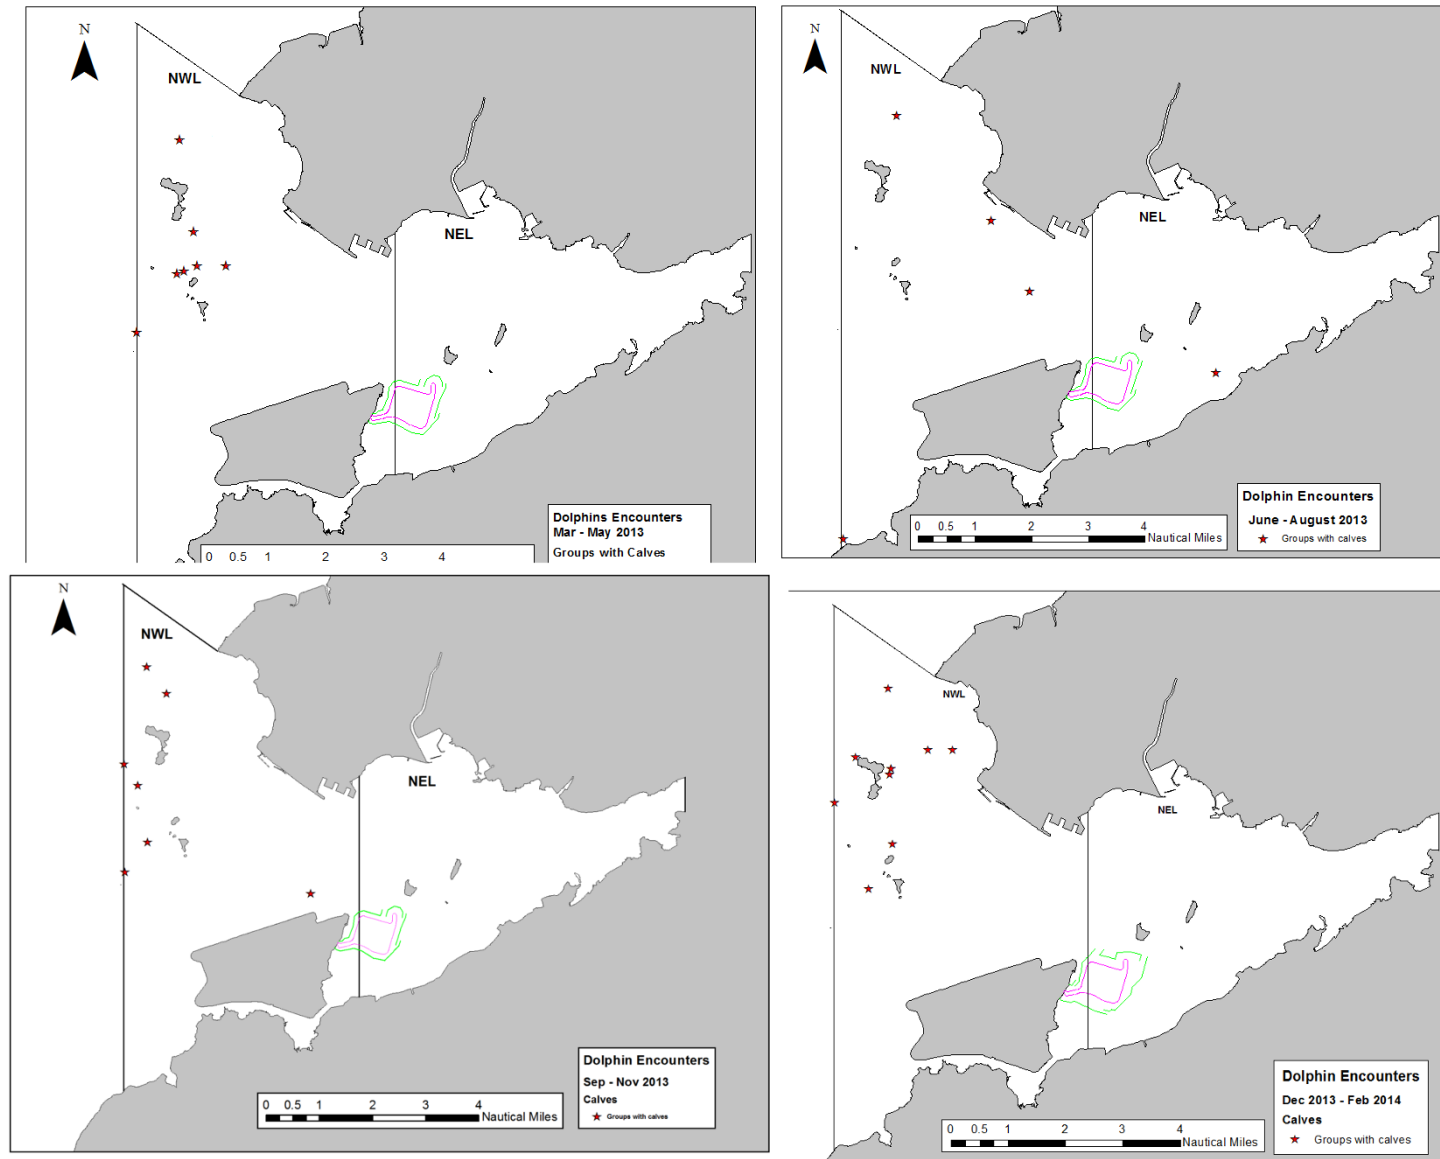 N
NWL
NEL
Dolphins Encounters
Mar - May 2013
Groups with Calves
0 0.5 1 2 3 4
N
NWL
NEL
Dolphin Encounters
June - August 2013
Groups with calves
0 0.5 1 2 3 4
Nautical Miles
N
NWL
NEL
Dolphin Encounters
Sep - Nov 2013
Calves
Groups with calves
0 0.5 1 2 3 4
Nautical Miles
NWL
NEL
Dolphin Encounters
Dec 2013 - Feb 2014
Calves
Groups with calves
0 0.5 1 2 3 4
Nautical Miles